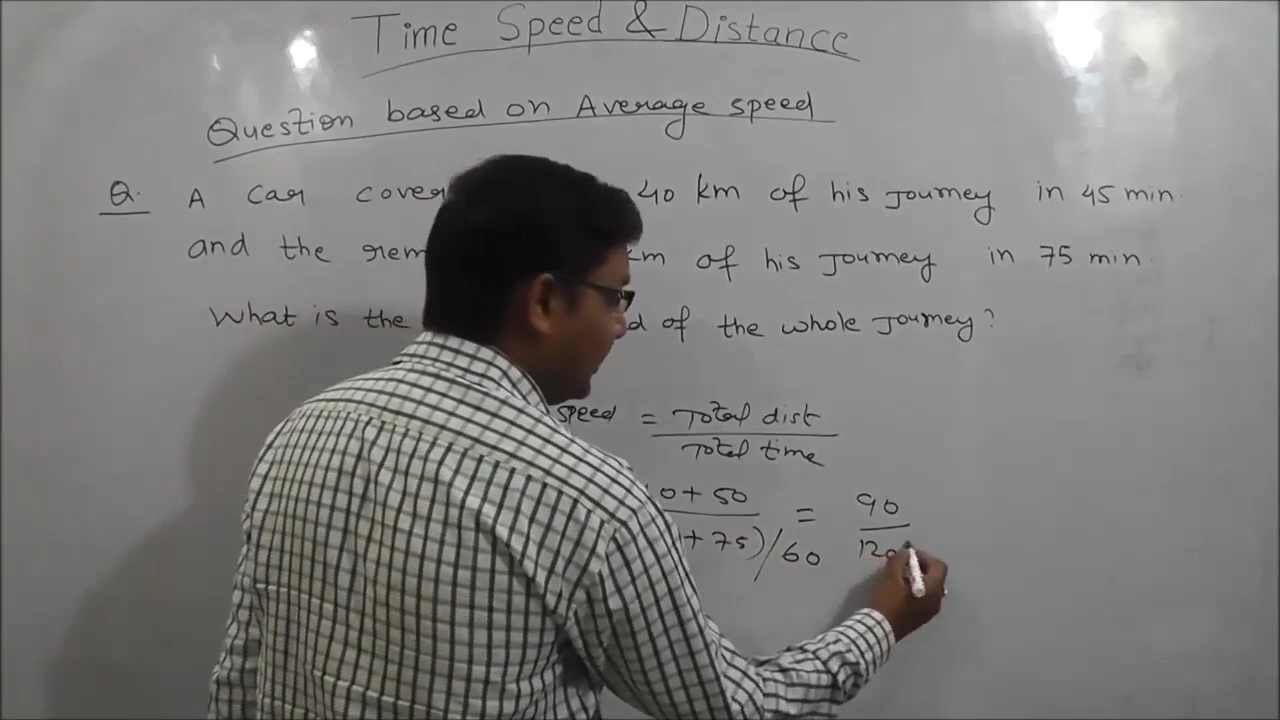 Time Speed & Distance
Question based on Average speed
Q. A car cover 40 km of his Journey in 45 min.
and the rem km of his Journey in 75 min.
What is the d of the whole Journey?
speed = Total dist
Total time
0 + 50 = 90
+ 75)/60 120